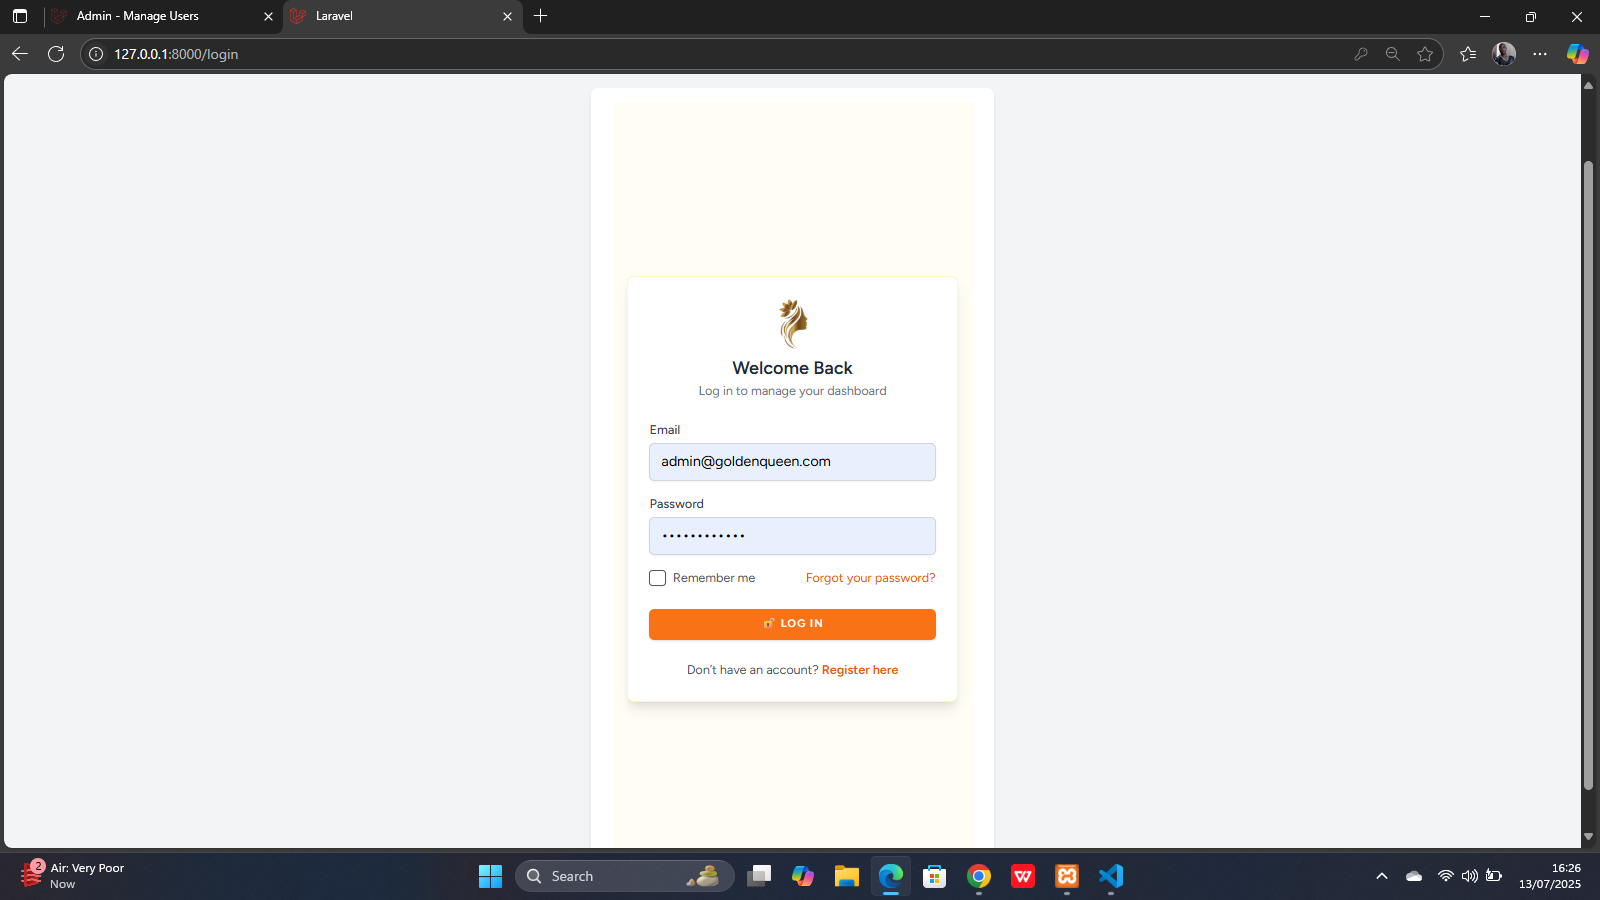 Admin - Manage Users
Laravel
127.0.0.1:8000/login
Welcome Back
Log in to manage your dashboard
Email
admin@goldenqueen.com
Password
••••••••••••
Remember me
Forgot your password?
LOG IN
Don't have an account? Register here
2
Air: Very Poor
Now
Search
W
16:26
13/07/2025